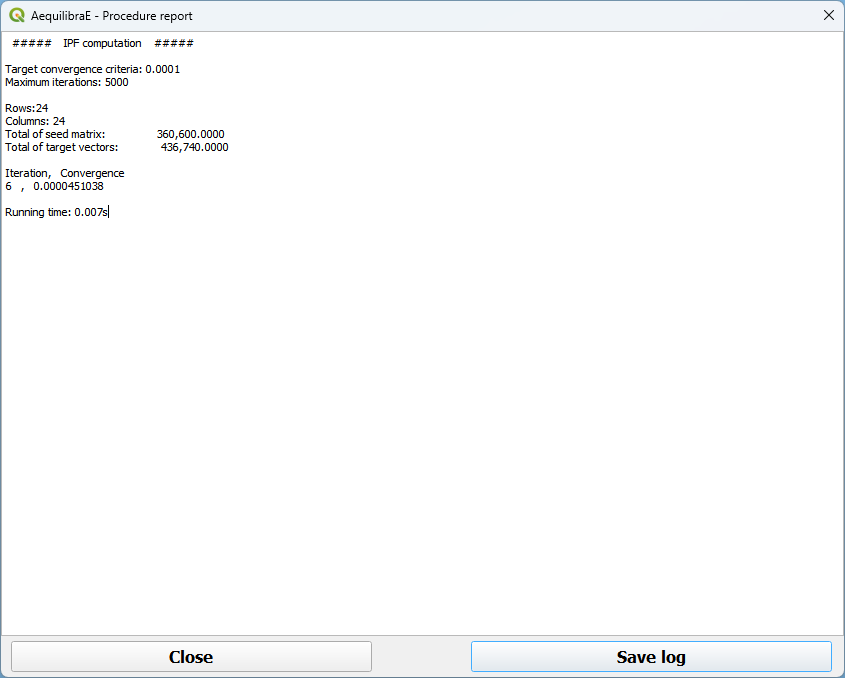 AequilibraE - Procedure report
##### IPF computation #####
Target convergence criteria: 0.0001
Maximum iterations: 5000
Rows:24
Columns: 24
Total of seed matrix: 360,600.0000
Total of target vectors: 436,740.0000
Iteration, Convergence
6 , 0.0000451038
Running time: 0.007s
Close
Save log